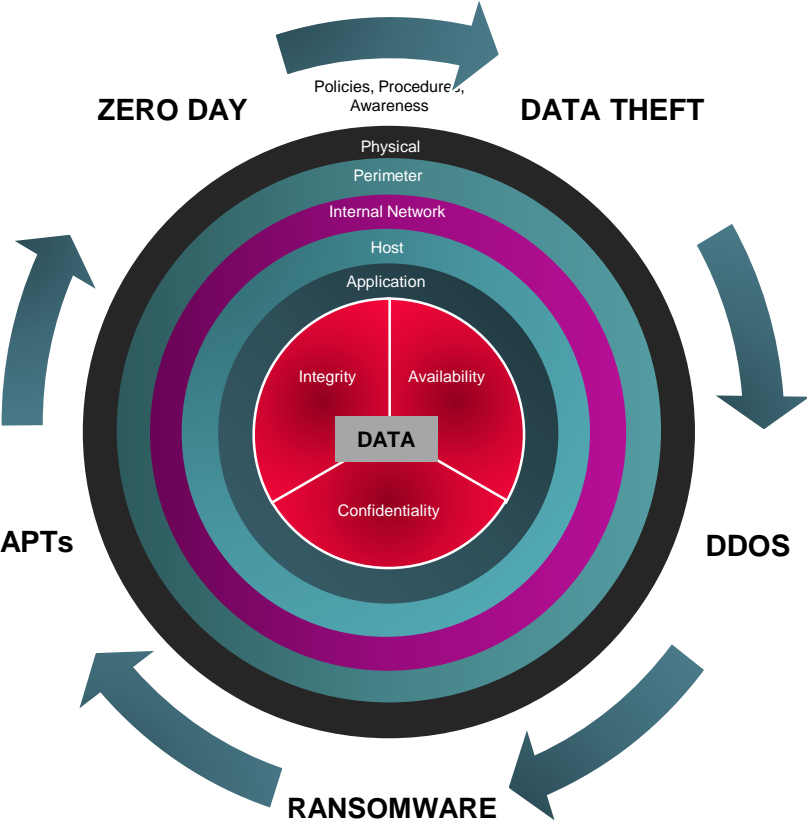 Policies, Procedures,
Awareness
ZERO DAY
DATA THEFT
Physical
Perimeter
Internal Network
Host
Application
Integrity
Availability
DATA
Confidentiality
APTs
DDOS
RANSOMWARE